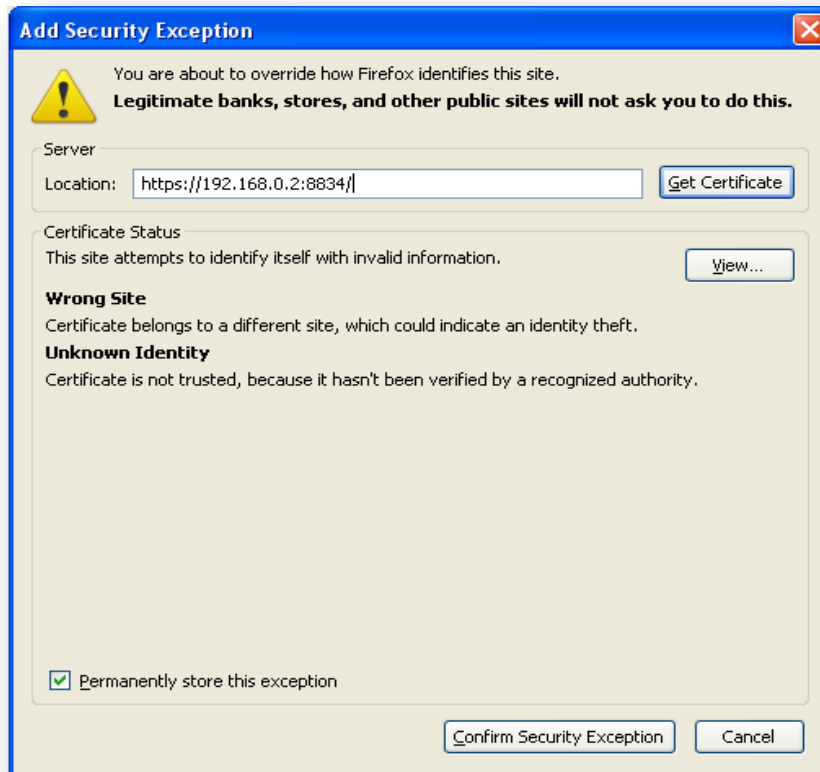 Add Security Exception
You are about to override how Firefox identifies this site.
Legitimate banks, stores, and other public sites will not ask you to do this.
Server
Location: https://192.168.0.2:8834/ Get Certificate
Certificate Status
This site attempts to identify itself with invalid information.
View...
Wrong Site
Certificate belongs to a different site, which could indicate an identity theft.
Unknown Identity
Certificate is not trusted, because it hasn't been verified by a recognized authority.
Permanently store this exception
Confirm Security Exception Cancel